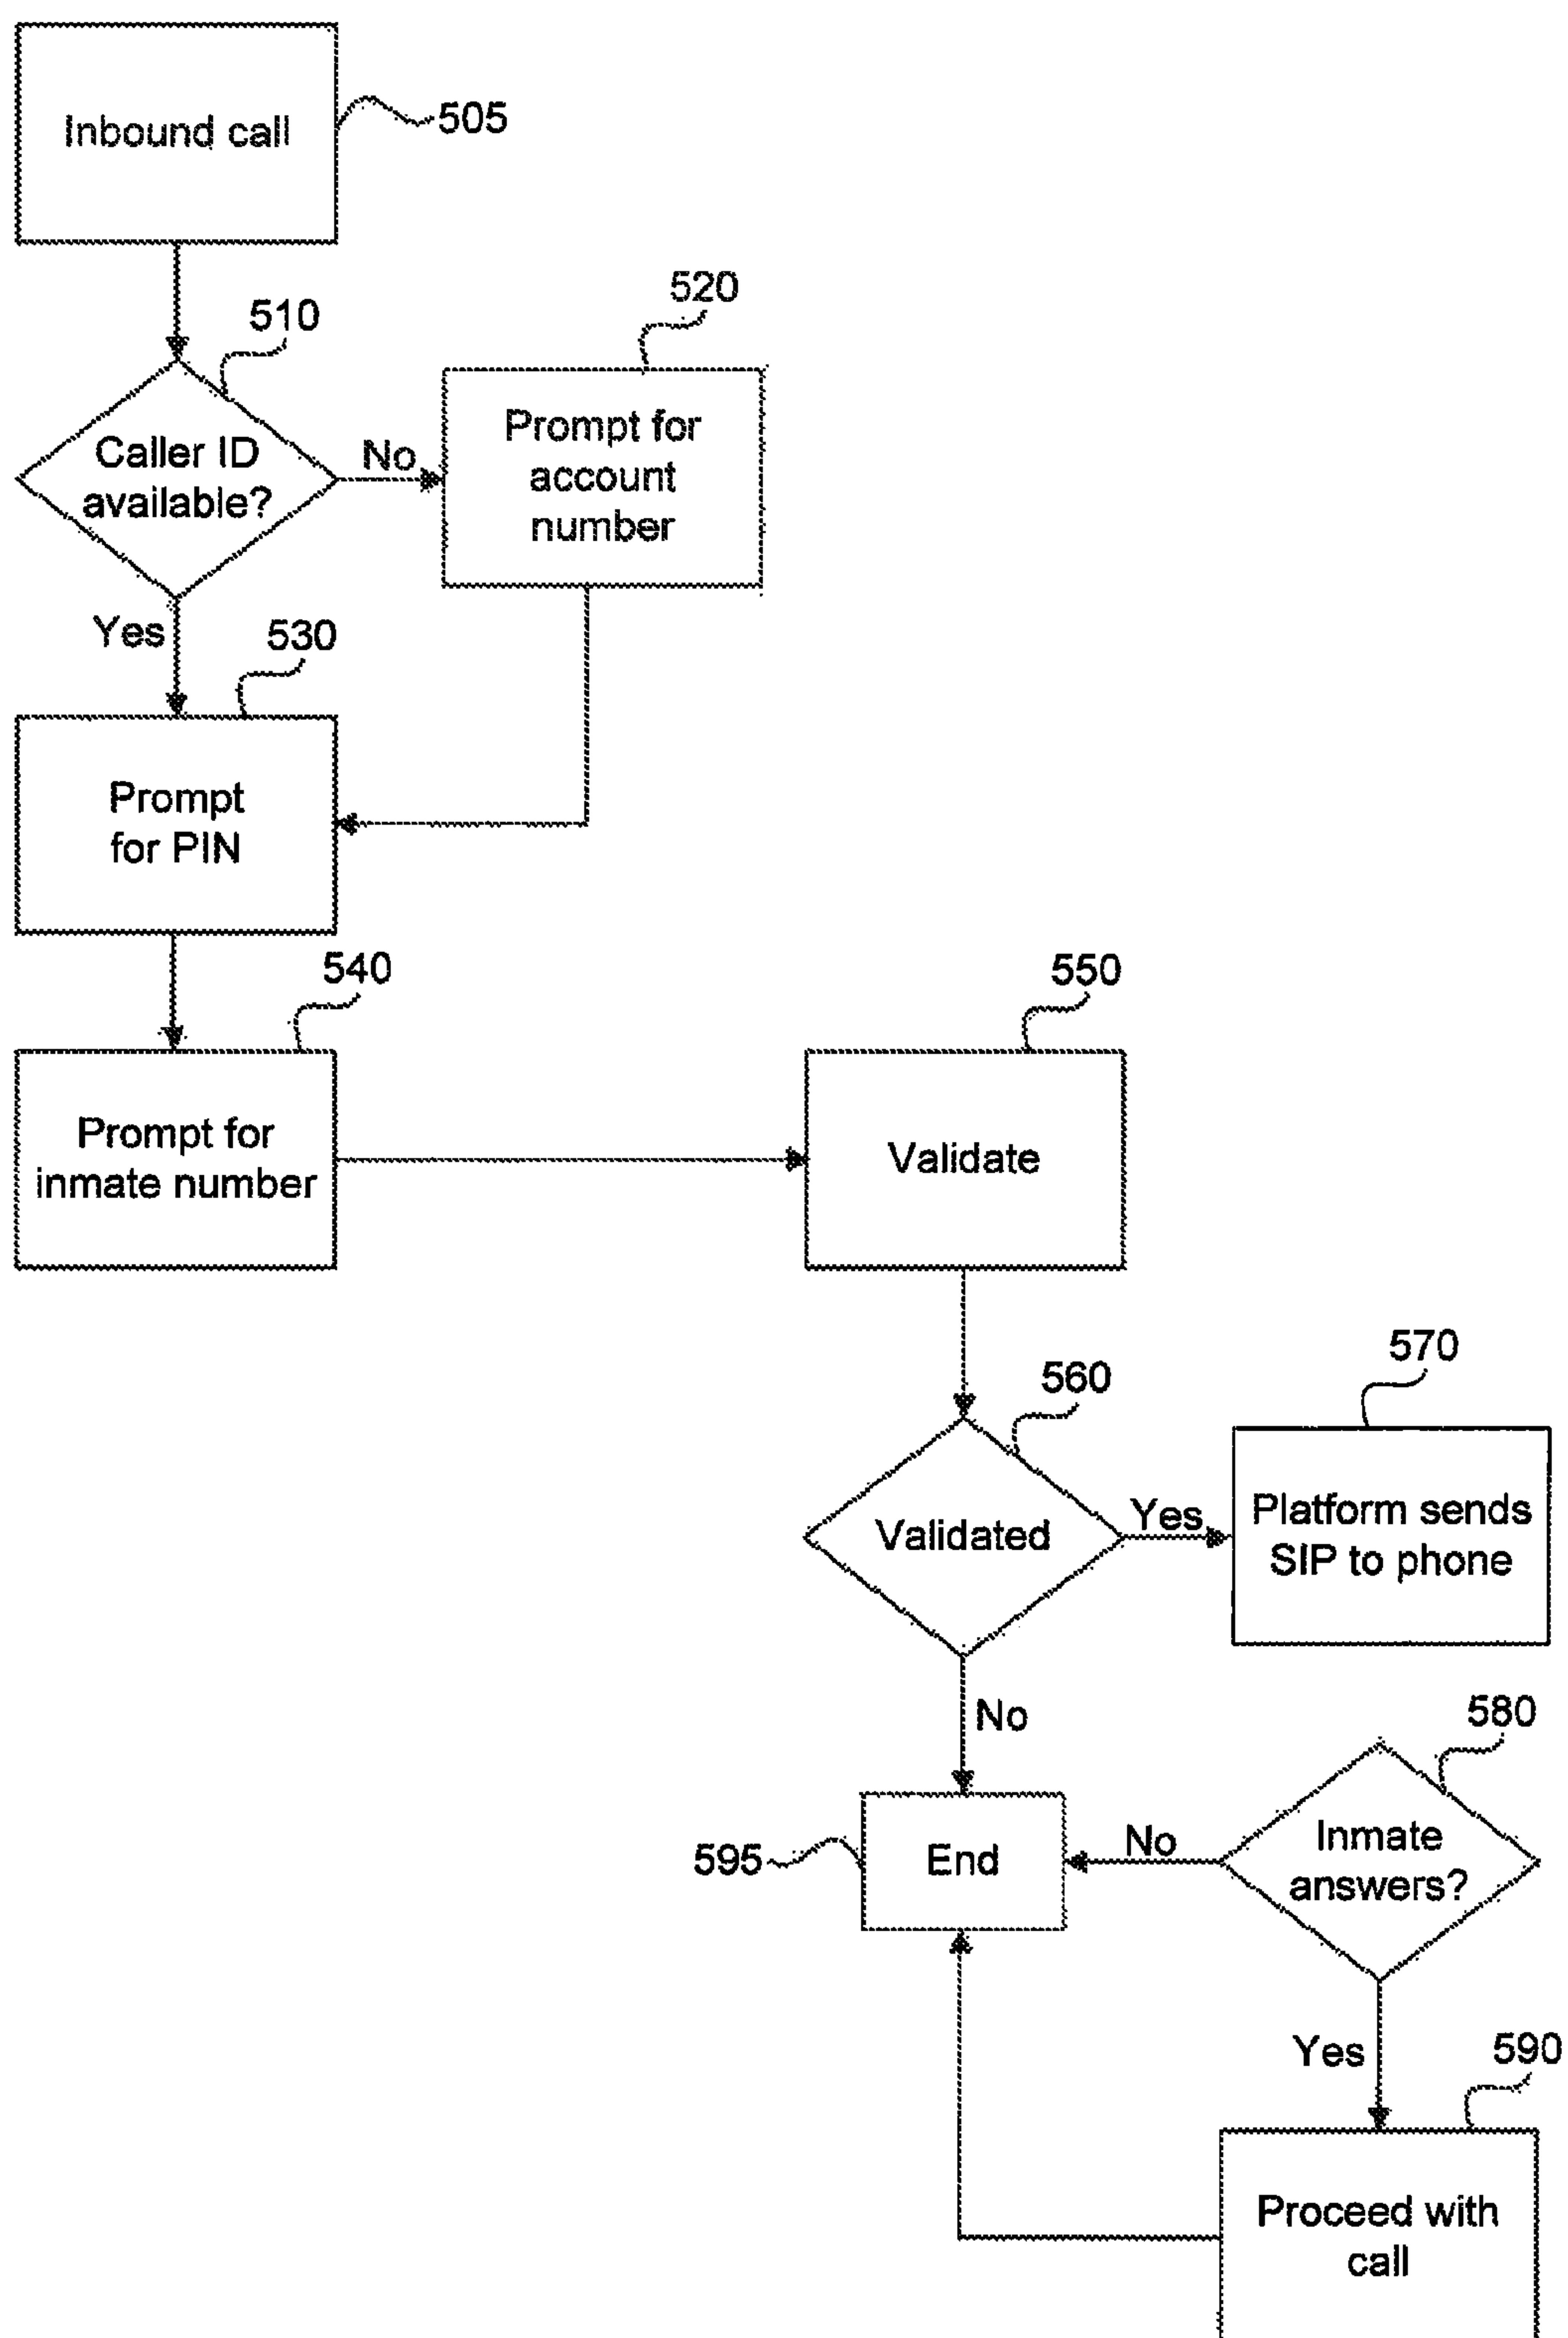 Inbound call
505
510
Caller ID
available?
No
520
Prompt for
account
number
Yes
530
Prompt
for PIN
540
Prompt for
inmate number
550
Validate
560
Validated
Yes
570
Platform sends
SIP to phone
No
580
Inmate
answers?
No
595
End
Yes
590
Proceed with
call